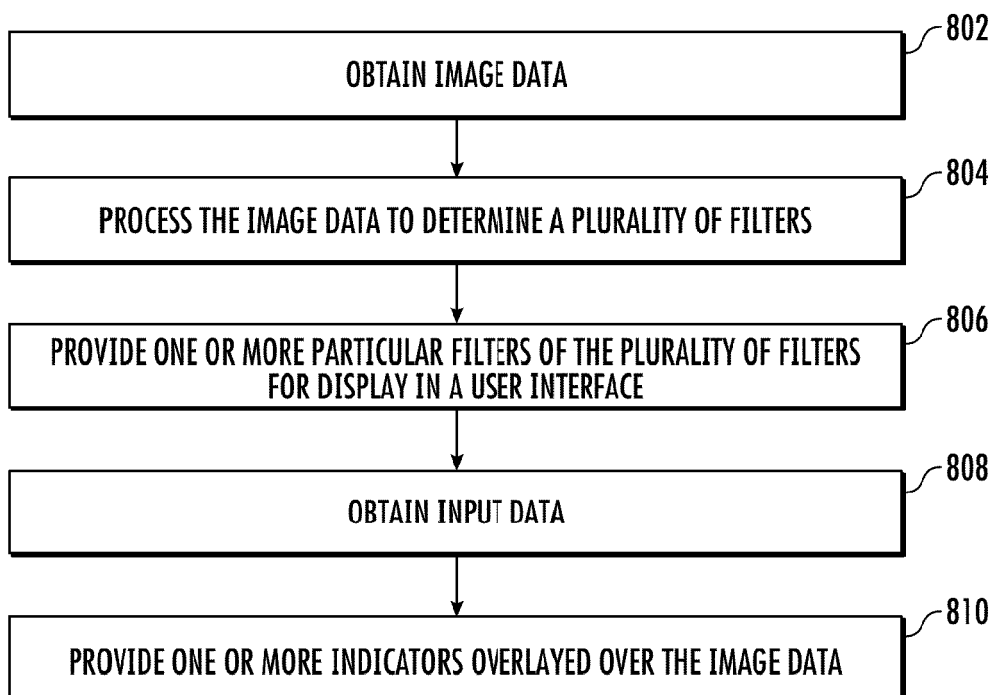 802
OBTAIN IMAGE DATA
804
PROCESS THE IMAGE DATA TO DETERMINE A PLURALITY OF FILTERS
806
PROVIDE ONE OR MORE PARTICULAR FILTERS OF THE PLURALITY OF FILTERS
FOR DISPLAY IN A USER INTERFACE
808
OBTAIN INPUT DATA
810
PROVIDE ONE OR MORE INDICATORS OVERLAYED OVER THE IMAGE DATA